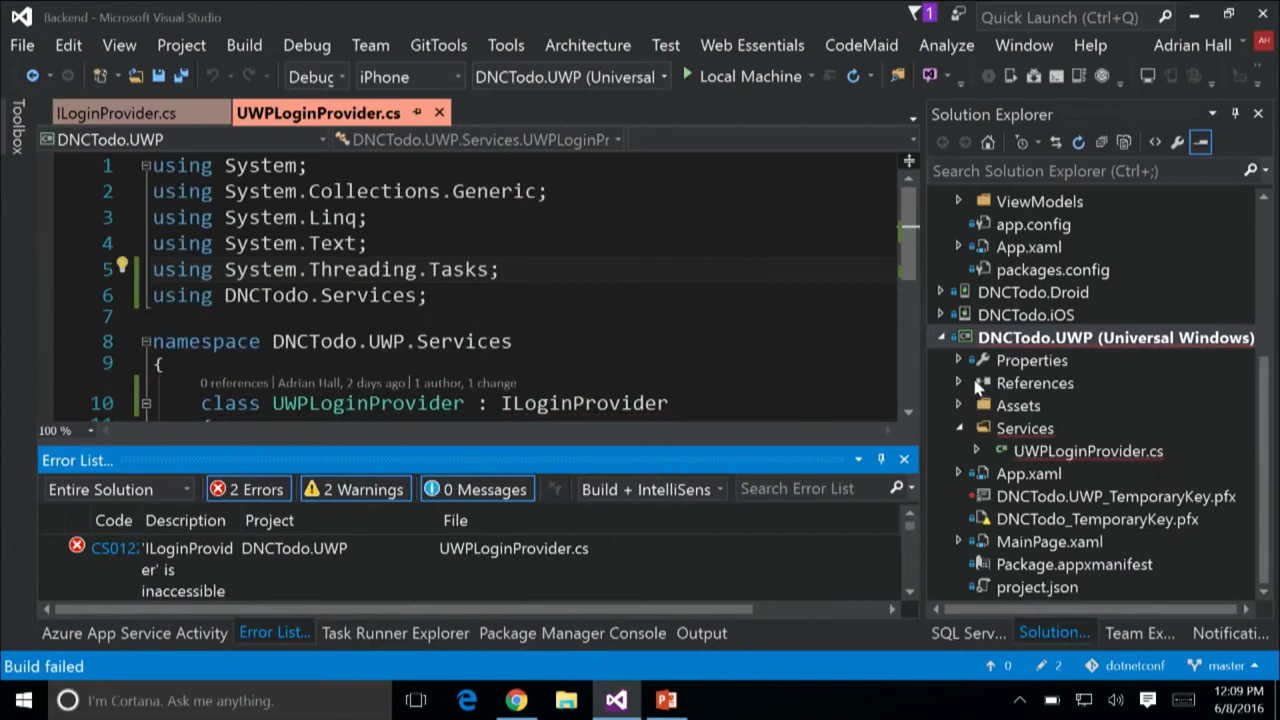 Backend - Microsoft Visual Studio
1
Quick Launch (Ctrl+Q)
File Edit View Project Build Debug Team GitTools Tools Architecture Test Web Essentials CodeMaid Analyze Window Help Adrian Hall AH
Debug iPhone DNCTodo.UWP (Universal Local Machine
Toolbox
ILoginProvider.cs UWPLoginProvider.cs
DNCTodo.UWP DNCTodo.UWP.Services.UWPLoginPr
1 using System;
2 using System.Collections.Generic;
3 using System.Linq;
4 using System.Text;
5 using System.Threading.Tasks;
6 using DNCTodo.Services;
7
8 namespace DNCTodo.UWP.Services
9 {
0 references | Adrian Hall, 2 days ago | 1 author, 1 change
10 class UWPLoginProvider : ILoginProvider
100 %
Error List...
Entire Solution 2 Errors 2 Warnings 0 Messages Build + IntelliSens Search Error List
Code Description Project File
CS012 'ILoginProvid DNCTodo.UWP UWPLoginProvider.cs
er' is
inaccessible
Azure App Service Activity Error List... Task Runner Explorer Package Manager Console Output
Solution Explorer
Search Solution Explorer (Ctrl+;)
ViewModels
app.config
App.xaml
packages.config
DNCTodo.Droid
DNCTodo.iOS
DNCTodo.UWP (Universal Windows)
Properties
References
Assets
Services
UWPLoginProvider.cs
App.xaml
DNCTodo.UWP_TemporaryKey.pfx
DNCTodo_TemporaryKey.pfx
MainPage.xaml
Package.appxmanifest
project.json
SQL Serv... Solution... Team Ex... Notificati...
Build failed 0 2 dotnetconf master
I'm Cortana. Ask me anything.
12:09 PM
6/8/2016